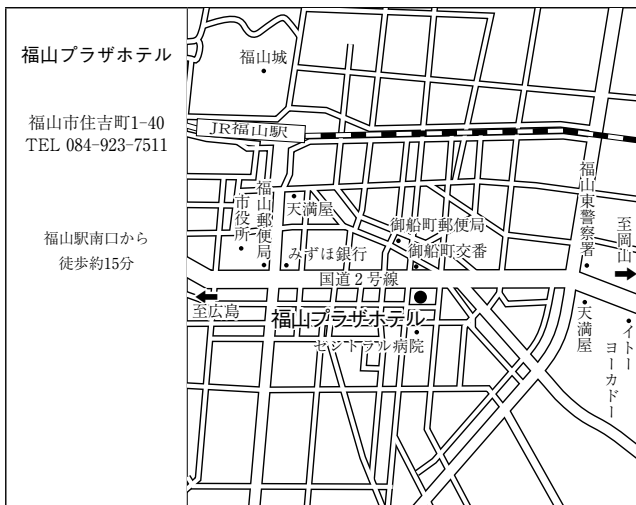 福山プラザホテル
福山市住吉町1-40
TEL 084-923-7511
福山駅南口から
徒歩約15分
福山城
JR福山駅
市役所
福山郵便局
天満屋
みずほ銀行
御船町郵便局
御船町交番
福山東警察署
至岡山
国道2号線
至広島
福山プラザホテル
セントラル病院
天満屋
イトー
ヨーカドー